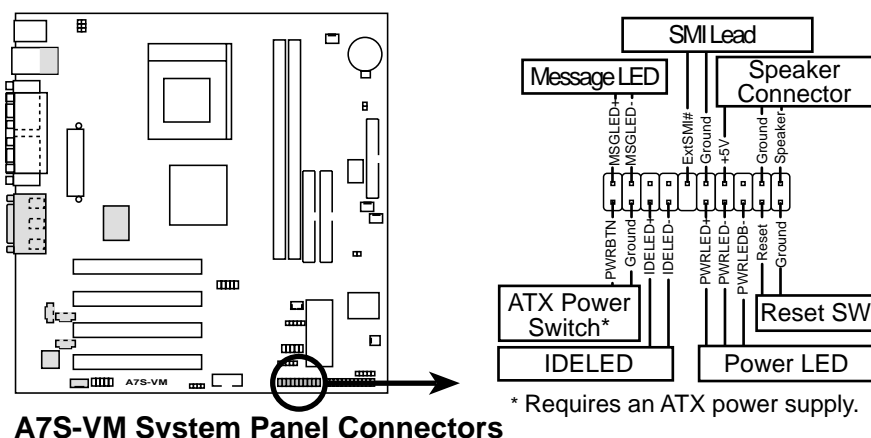 SMI Lead
Message LED
Speaker
Connector
MSGLED+
MSGLED-
ExtSMI#
Ground
+5V
Ground
Speaker
PWRBTN
Ground
IDELED+
IDELED-
PWRLED+
PWRLED-
PWRLEDB-
Reset
Ground
ATX Power
Switch*
Reset SW
IDELED
Power LED
* Requires an ATX power supply.
A7S-VM
A7S-VM System Panel Connectors